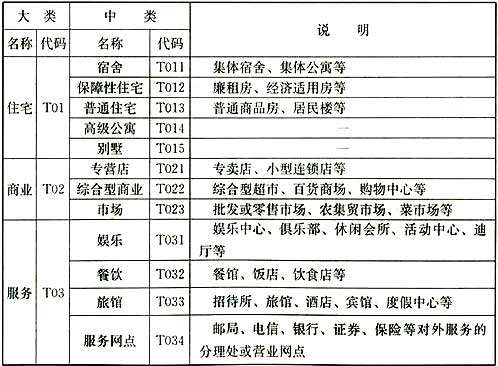 大 类 中 类 说 明
名称 代码 名称 代码
住宅 T01 宿舍 T011 集体宿舍、集体公寓等
保障性住宅 T012 廉租房、经济适用房等
普通住宅 T013 普通商品房、居民楼等
高级公寓 T014 —
别墅 T015 —
商业 T02 专营店 T021 专卖店、小型连锁店等
综合型商业 T022 综合型超市、百货商场、购物中心等
市场 T023 批发或零售市场、农集贸市场、菜市场等
服务 T03 娱乐 T031 娱乐中心、俱乐部、休闲会所、活动中心、迪
厅等
餐饮 T032 餐馆、饭店、饮食店等
旅馆 T033 招待所、旅馆、酒店、宾馆、度假中心等
服务网点 T034 邮局、电信、银行、证券、保险等对外服务的
分理处或营业网点